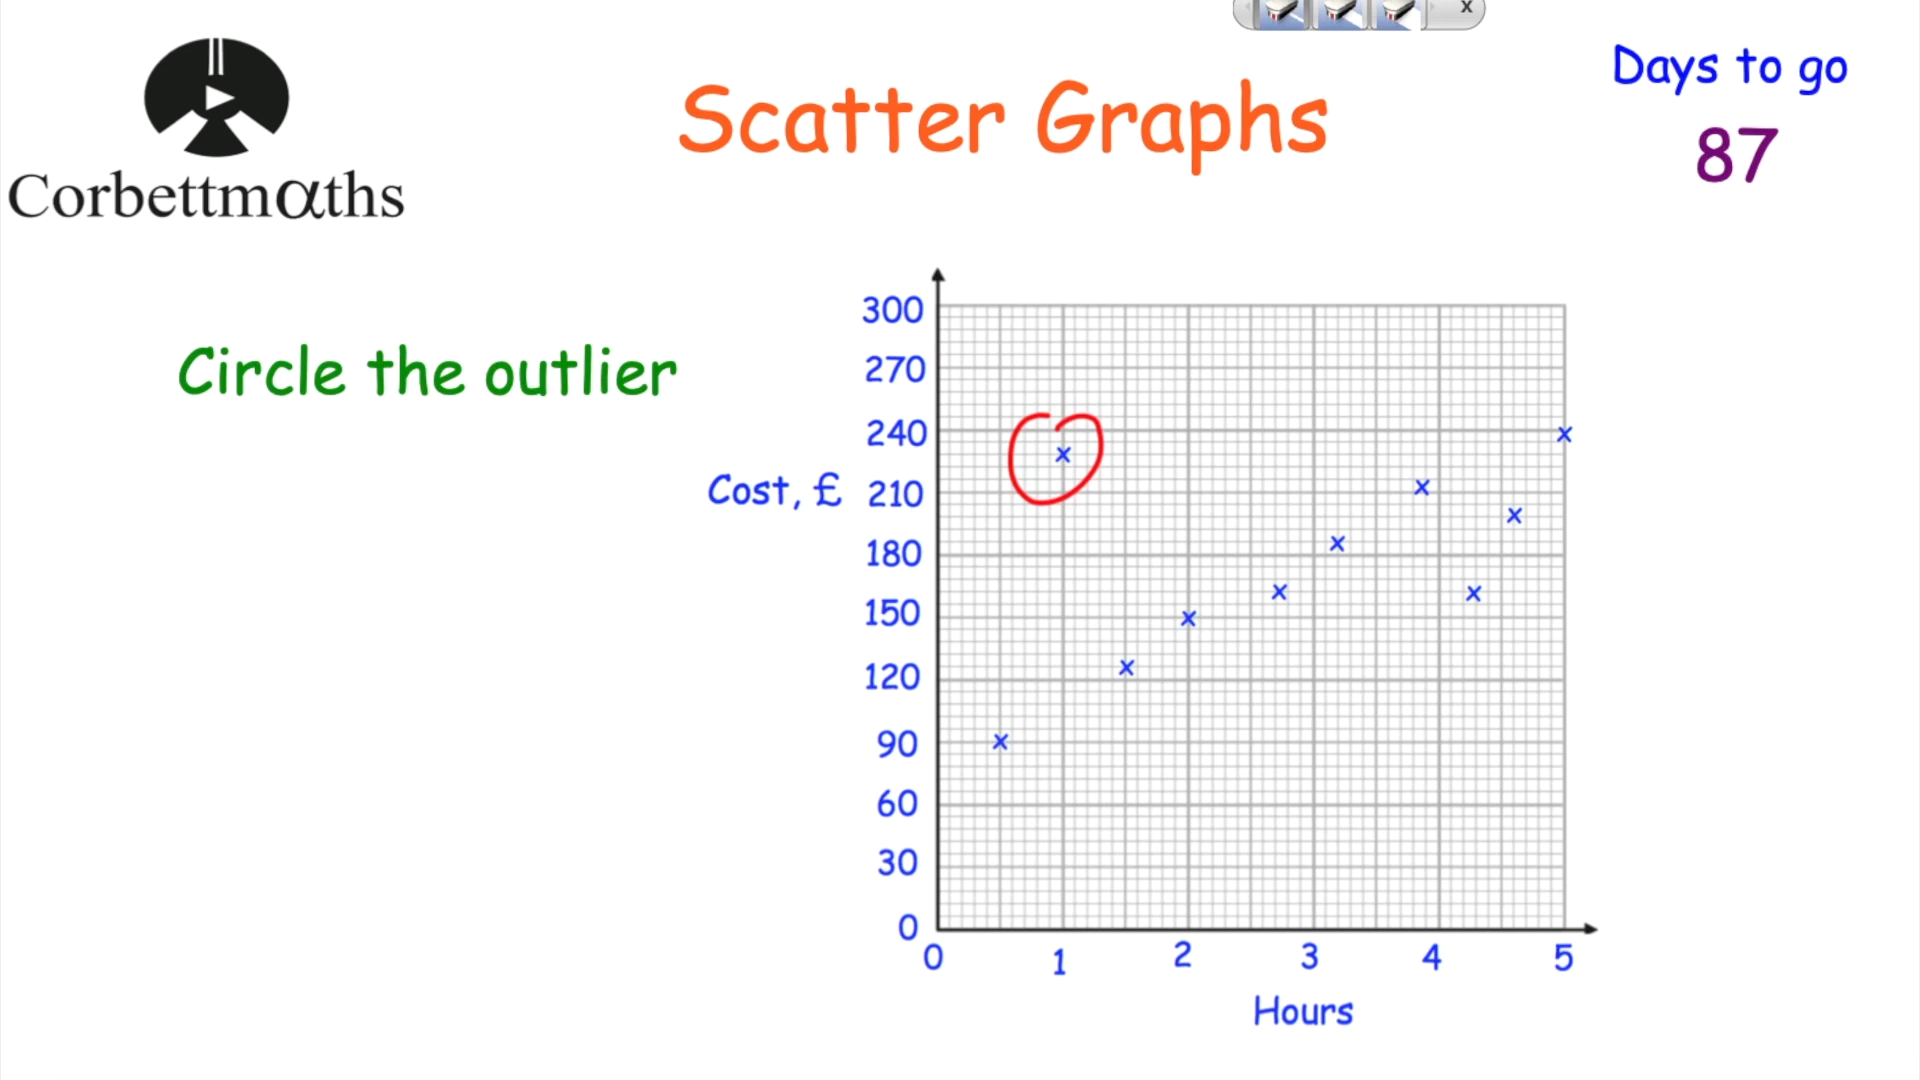 x
Days to go
87
Scatter Graphs
Corbettmαths
Circle the outlier
300
270
240
Cost, £ 210
180
150
120
90
60
30
0
0 1 2 3 4 5
Hours